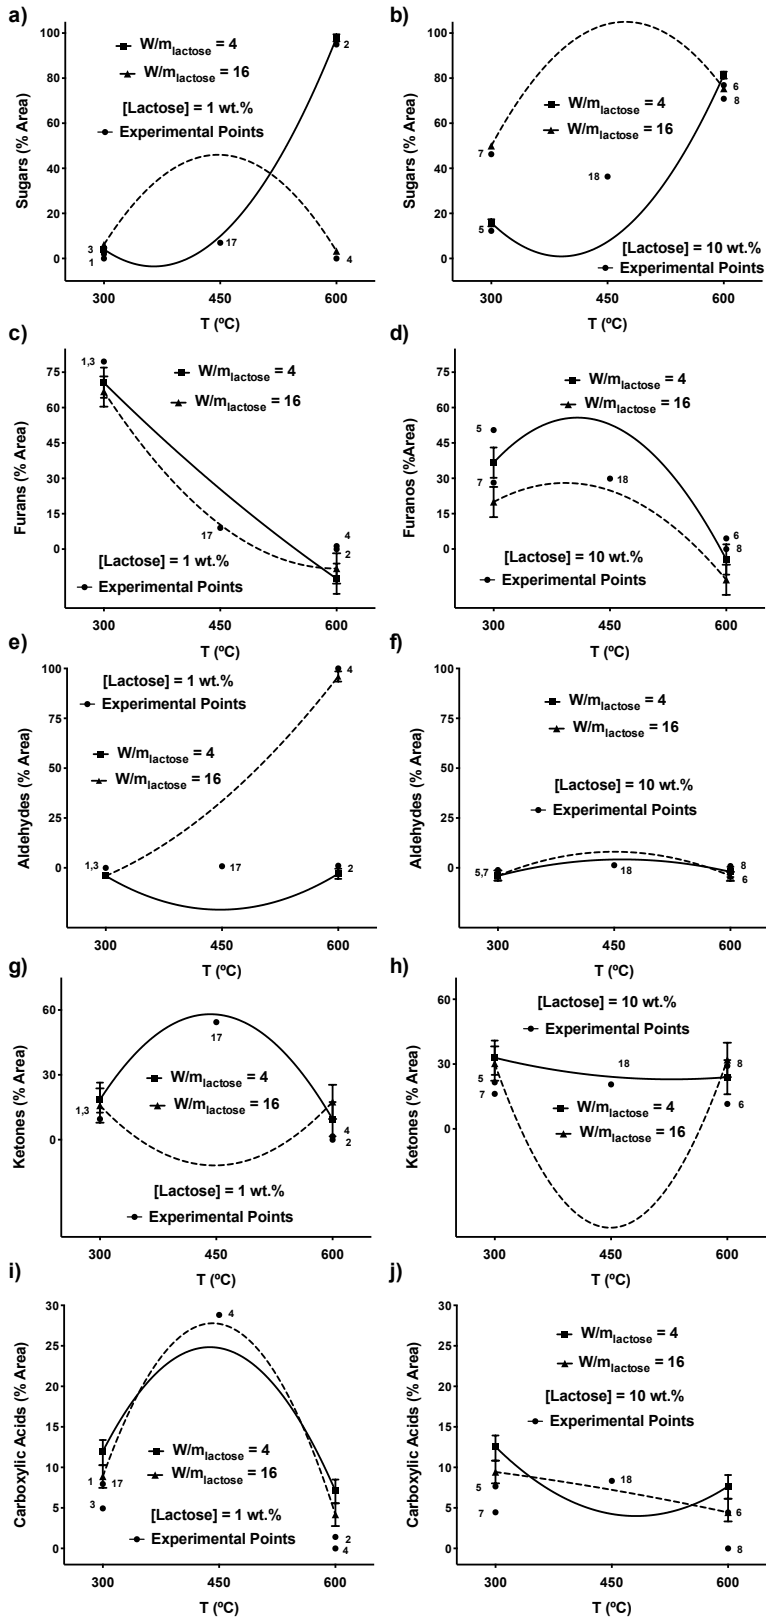 a)
100
80
60
40
20
0
Sugars (% Area)
W/mlactose = 4
W/mlactose = 16
[Lactose] = 1 wt.%
Experimental Points
2
3
1
17
4
300 450 600
T (ºC)
b)
100
80
60
40
20
0
Sugars (% Area)
W/mlactose = 4
W/mlactose = 16
7
5
18
6
8
[Lactose] = 10 wt.%
Experimental Points
300 450 600
T (ºC)
c)
75
60
45
30
15
0
Furans (% Area)
1,3
W/mlactose = 4
W/mlactose = 16
17
4
2
[Lactose] = 1 wt.%
Experimental Points
300 450 600
T (ºC)
d)
75
60
45
30
15
0
Furanos (%Area)
W/mlactose = 4
W/mlactose = 16
5
7
18
6
8
[Lactose] = 10 wt.%
Experimental Points
300 450 600
T (ºC)
e)
100
75
50
25
0
Aldehydes (% Area)
[Lactose] = 1 wt.%
Experimental Points
4
W/mlactose = 4
W/mlactose = 16
1,3
17
2
300 450 600
T (ºC)
f)
100
75
50
25
0
Aldehydes (% Area)
W/mlactose = 4
W/mlactose = 16
[Lactose] = 10 wt.%
Experimental Points
5,7
18
8
6
300 450 600
T (ºC)
g)
60
30
0
Ketones (% Area)
17
W/mlactose = 4
W/mlactose = 16
1,3
4
2
[Lactose] = 1 wt.%
Experimental Points
300 450 600
T (ºC)
h)
60
30
0
Ketones (% Area)
[Lactose] = 10 wt.%
Experimental Points
5
7
18
8
6
W/mlactose = 4
W/mlactose = 16
300 450 600
T (ºC)
i)
30
25
20
15
10
5
0
Carboxylic Acids (% Area)
4
W/mlactose = 4
W/mlactose = 16
1
17
3
[Lactose] = 1 wt.%
Experimental Points
2
4
300 450 600
T (ºC)
j)
30
25
20
15
10
5
0
Carboxylic Acids (% Area)
W/mlactose = 4
W/mlactose = 16
[Lactose] = 10 wt.%
Experimental Points
5
7
18
6
8
300 450 600
T (ºC)